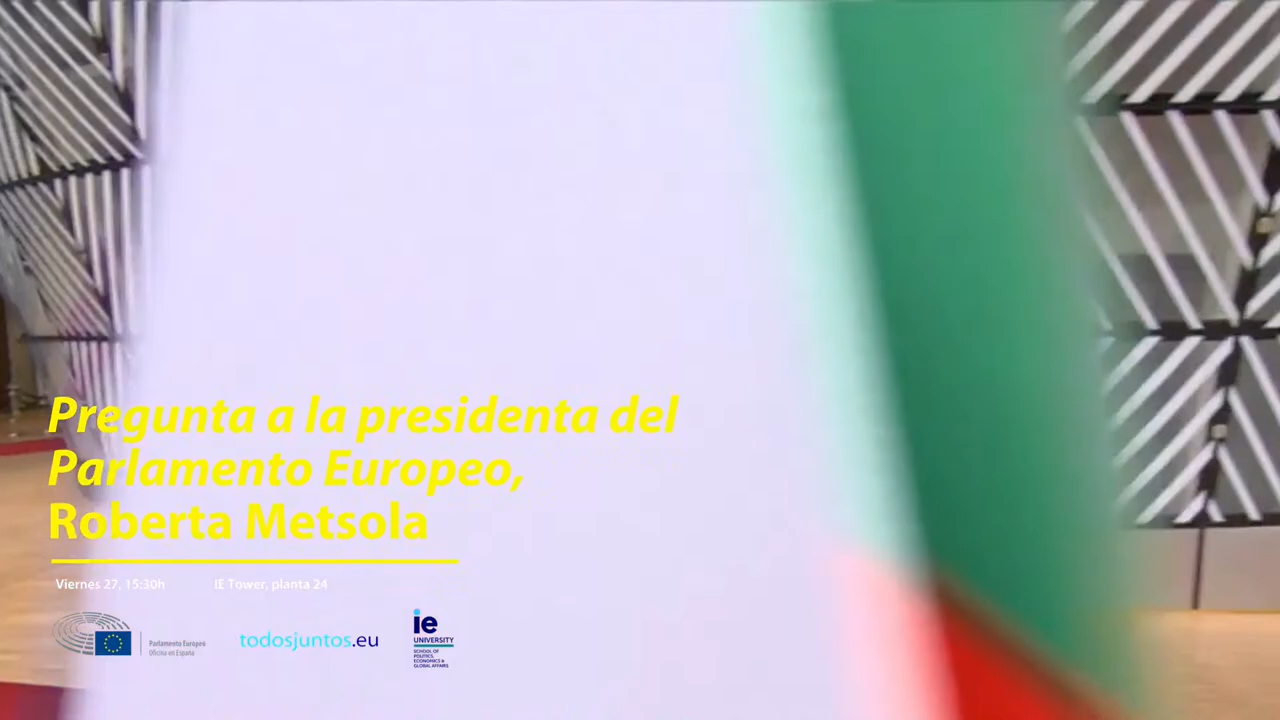 Pregunta a la presidenta del
Parlamento Europeo,
Roberta Metsola
Viernes 27, 15:30h IE Tower, planta 24
Parlamento Europeo
Oficina en España
todosjuntos.eu
ie
UNIVERSITY
SCHOOL OF
POLITICS,
ECONOMICS &
GLOBAL AFFAIRS